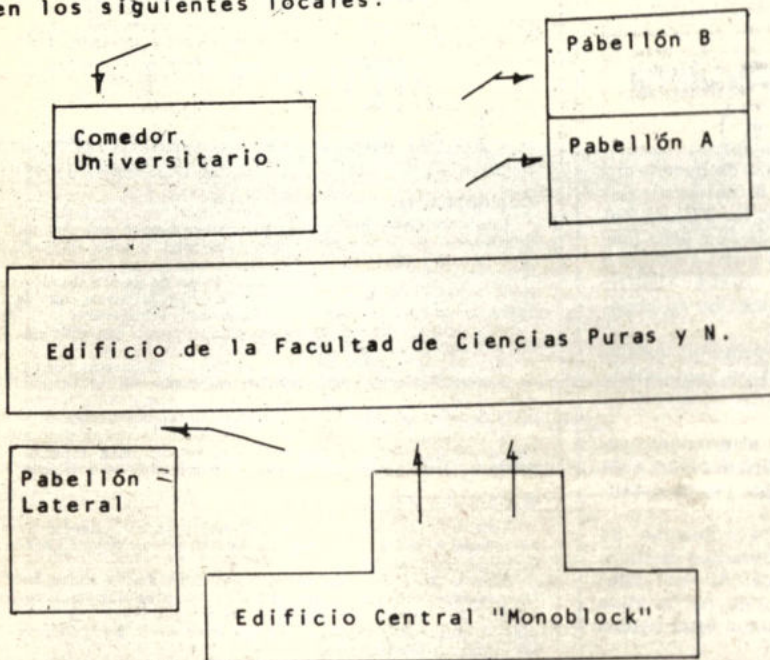 en los siguientes locales:
Pabellón B
Comedor
Universitario
Pabellón A
Edificio de la Facultad de Ciencias Puras y N.
Pabellón
Lateral
Edificio Central "Monoblock"